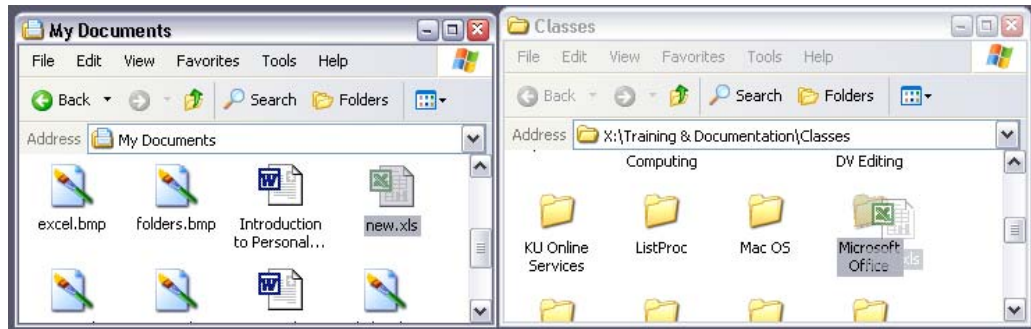 My Documents
File Edit View Favorites Tools Help
Back Search Folders
Address My Documents
excel.bmp folders.bmp Introduction to Personal... new.xls
Classes
File Edit View Favorites Tools Help
Back Search Folders
Address X:\Training & Documentation\Classes
Computing DV Editing
KU Online Services ListProc Mac OS Microsoft Office xls